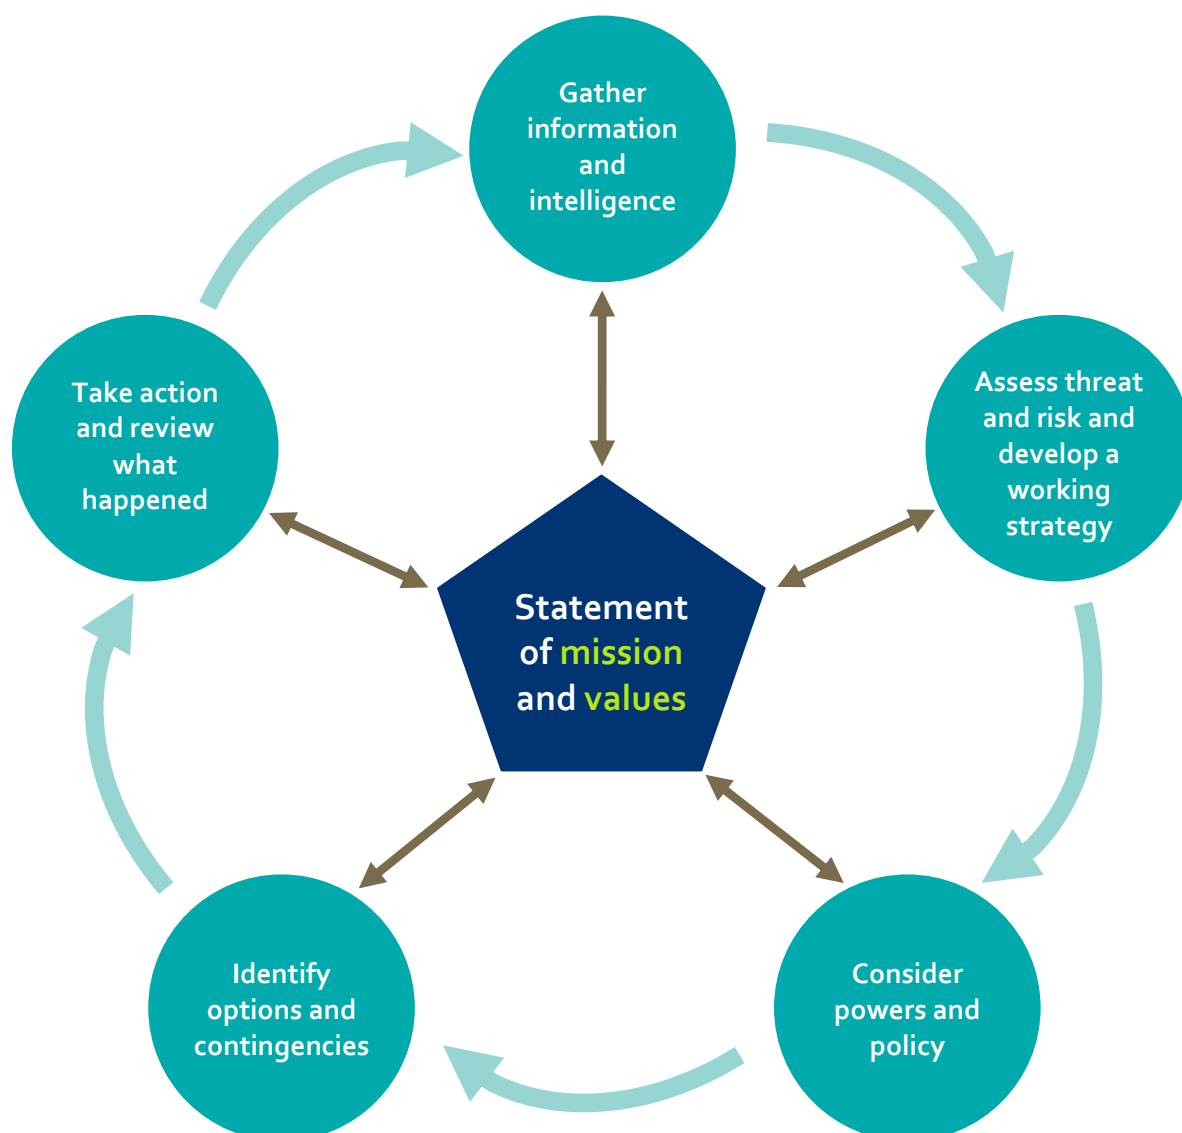 Gather
information
and
intelligence
Assess threat
and risk and
develop a
working
strategy
Consider
powers and
policy
Identify
options and
contingencies
Take action
and review
what
happened
Statement
of mission
and values